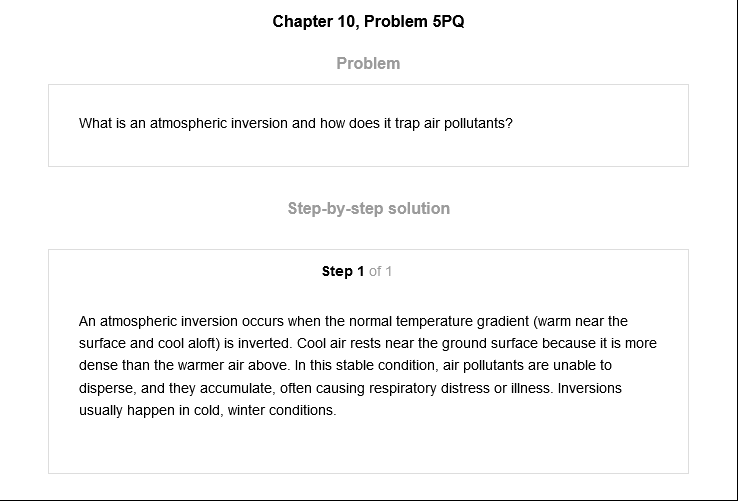 Chapter 10, Problem 5PQ
Problem
What is an atmospheric inversion and how does it trap air pollutants?
Step-by-step solution
Step 1 of 1
An atmospheric inversion occurs when the normal temperature gradient (warm near the
surface and cool aloft) is inverted. Cool air rests near the ground surface because it is more
dense than the warmer air above. In this stable condition, air pollutants are unable to
disperse, and they accumulate, often causing respiratory distress or illness. Inversions
usually happen in cold, winter conditions.